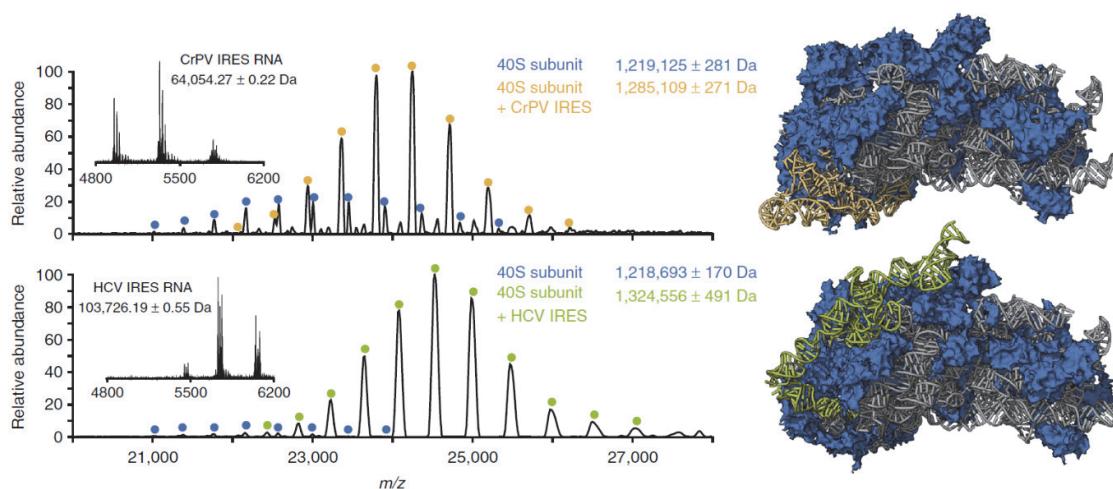 CrPV IRES RNA
64,054.27 ± 0.22 Da
40S subunit 1,219,125 ± 281 Da
40S subunit 1,285,109 ± 271 Da
+ CrPV IRES
Relative abundance
100
80
60
40
20
0
4800 5500 6200
HCV IRES RNA
103,726.19 ± 0.55 Da
40S subunit 1,218,693 ± 170 Da
40S subunit 1,324,556 ± 491 Da
+ HCV IRES
Relative abundance
100
80
60
40
20
0
4800 5500 6200
21,000 23,000 25,000 27,000
m/z